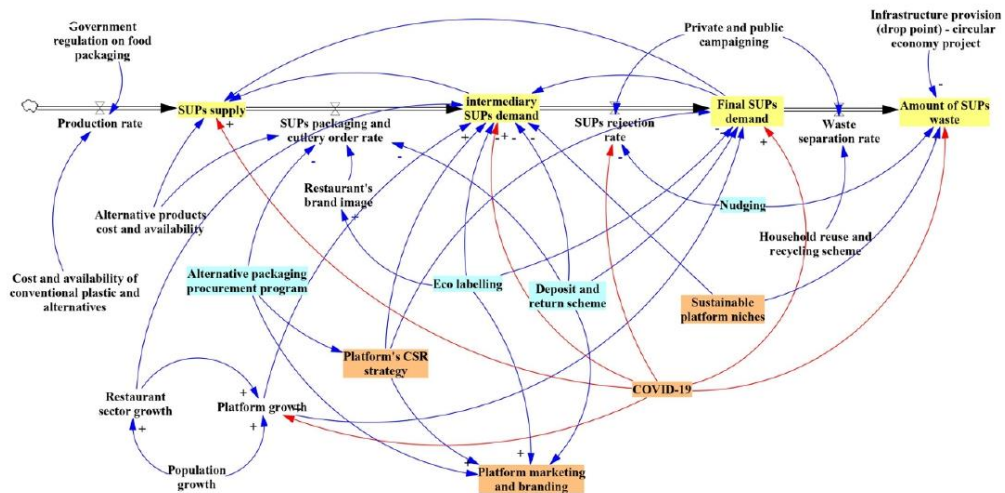 Government
regulation on food
packaging
Private and public
campaigning
Infrastructure provision
(drop point) - circular
economy project
SUPs supply
Intermediary
SUPs demand
Final SUPs
demand
Amount of SUPs
waste
Production rate
SUPs packaging and
cutlery order rate
SUPs rejection
rate
Waste
separation rate
Restaurant's
brand image
Alternative products
cost and availability
Nudging
Household reuse and
recycling scheme
Cost and availability of
conventional plastic and
alternatives
Alternative packaging
procurement program
Eco labelling
Deposit and
return scheme
Sustainable
platform niches
Platform's CSR
strategy
COVID-19
Restaurant
sector growth
Platform growth
Population
growth
Platform marketing
and branding